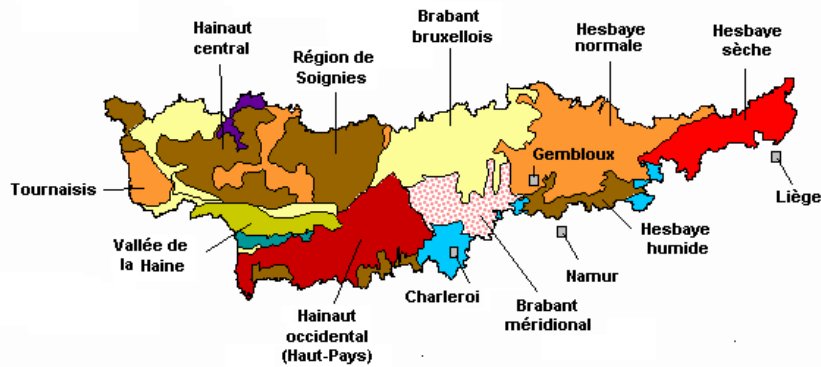 Hainaut
central
Région de
Soignies
Brabant
bruxellois
Hesbaye
normale
Hesbaye
sèche
Tournaisis
Gembloux
Liège
Vallée de
la Haine
Hesbaye
humide
Namur
Charleroi
Brabant
méridional
Hainaut
occidental
(Haut-Pays)